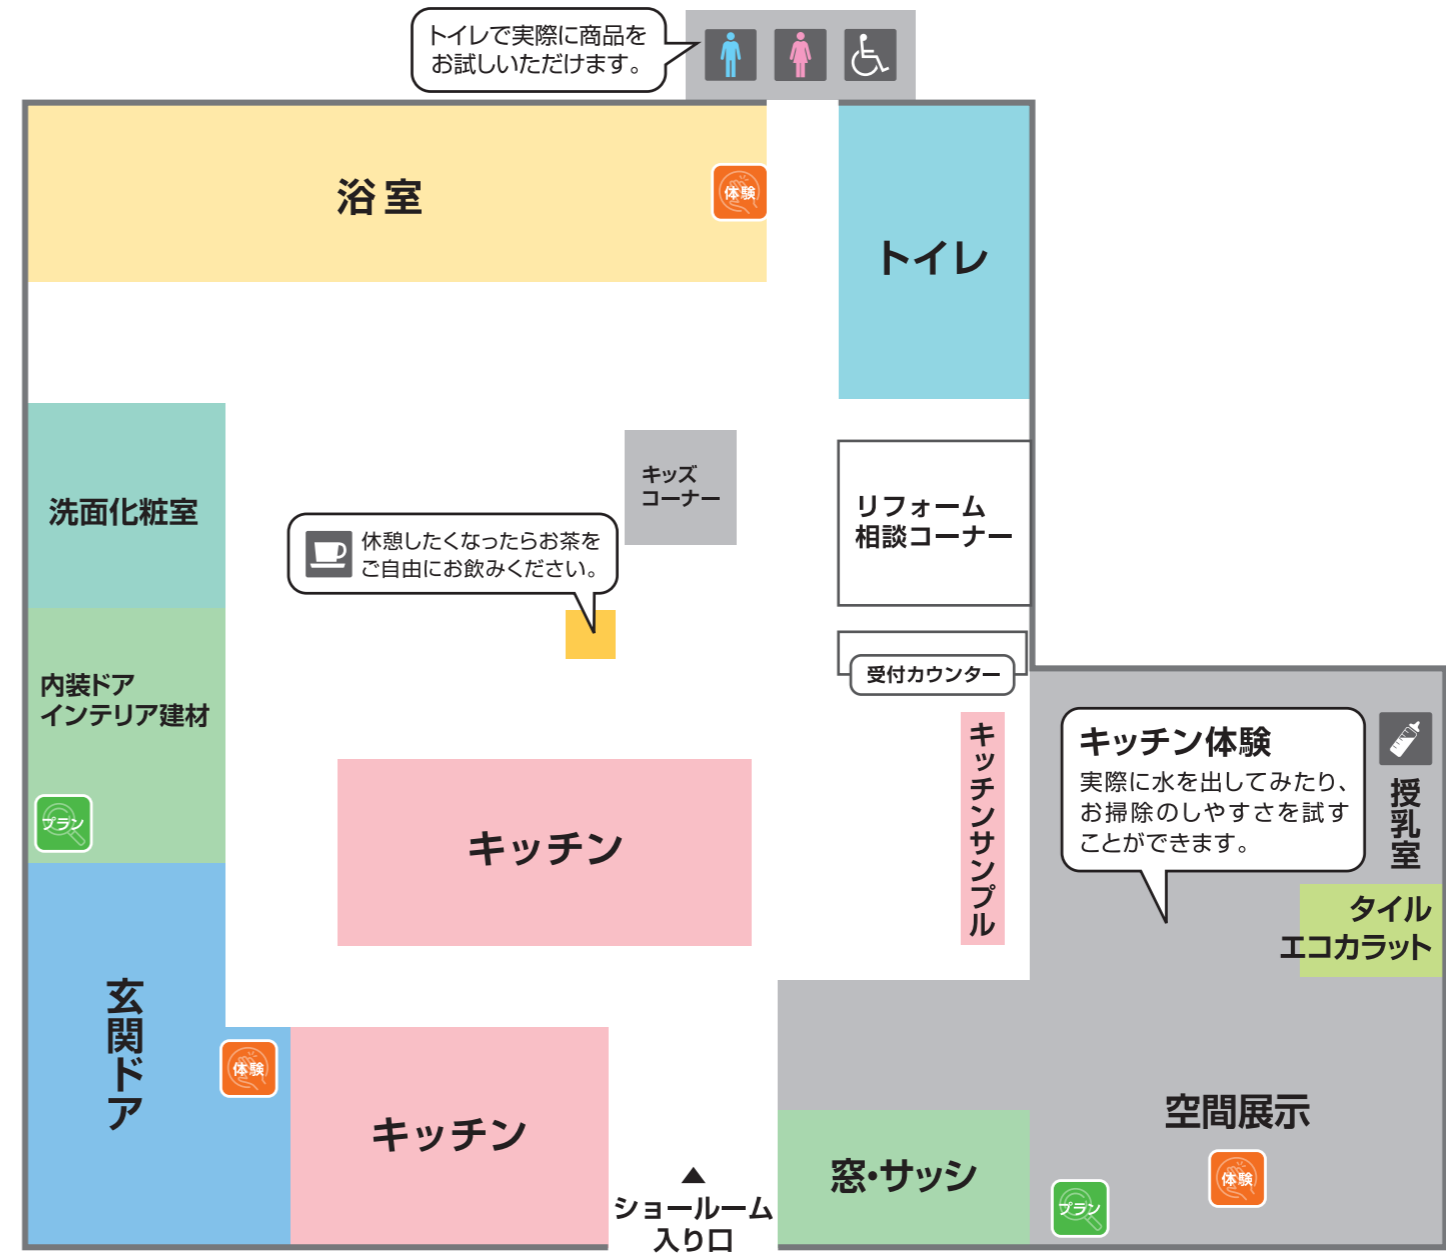 トイレで実際に商品を
お試しいただけます。
浴室
体験
トイレ
洗面化粧室
キッズ
コーナー
リフォーム
相談コーナー
休憩したくなったらお茶を
ご自由にお飲みください。
受付カウンター
内装ドア
インテリア建材
プラン
キッチン
キッチンサンプル
キッチン体験
実際に水を出してみたり、
お掃除のしやすさを試す
ことができます。
授乳室
タイル
エコカラット
玄関ドア
体験
キッチン
ショールーム
入り口
窓・サッシ
空間展示
プラン
体験